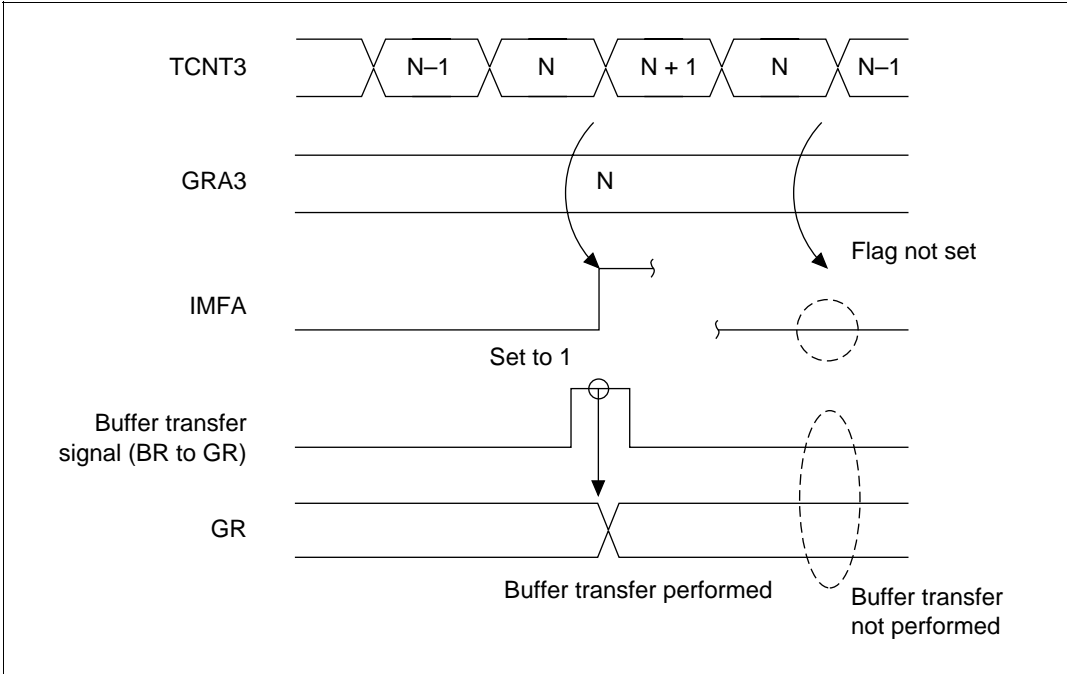 TCNT3
N–1
N
N + 1
N
N–1
GRA3
N
Flag not set
IMFA
Set to 1
Buffer transfer
signal (BR to GR)
GR
Buffer transfer performed
Buffer transfer
not performed